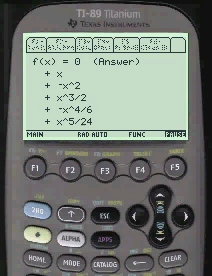 TI-89 Titanium
TEXAS INSTRUMENTS
f(x) = 0 (Answer)
+ x
+ -x^2
+ x^3/2
+ -x^4/6
+ x^5/24
MAIN RAD AUTO FUNC PAUSE
F1 F2 F3 F4 F5
2ND ↑ ESC
◆ ALPHA APPS
HOME MODE CATALOG ← CLEAR